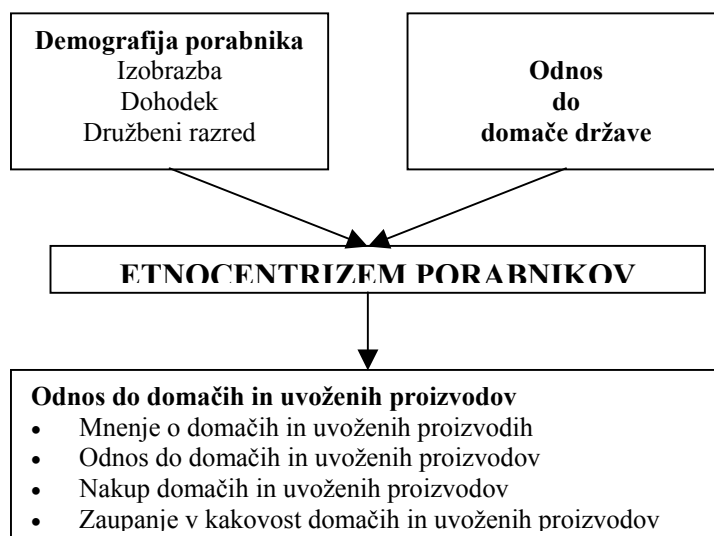 Demografija porabnika
Izobrazba
Dohodek
Družbeni razred
Odnos
do
domače države
ETNOCENTRIZEM PORABNIKOV
Odnos do domačih in uvoženih proizvodov
• Mnenje o domačih in uvoženih proizvodih
• Odnos do domačih in uvoženih proizvodov
• Nakup domačih in uvoženih proizvodov
• Zaupanje v kakovost domačih in uvoženih proizvodov